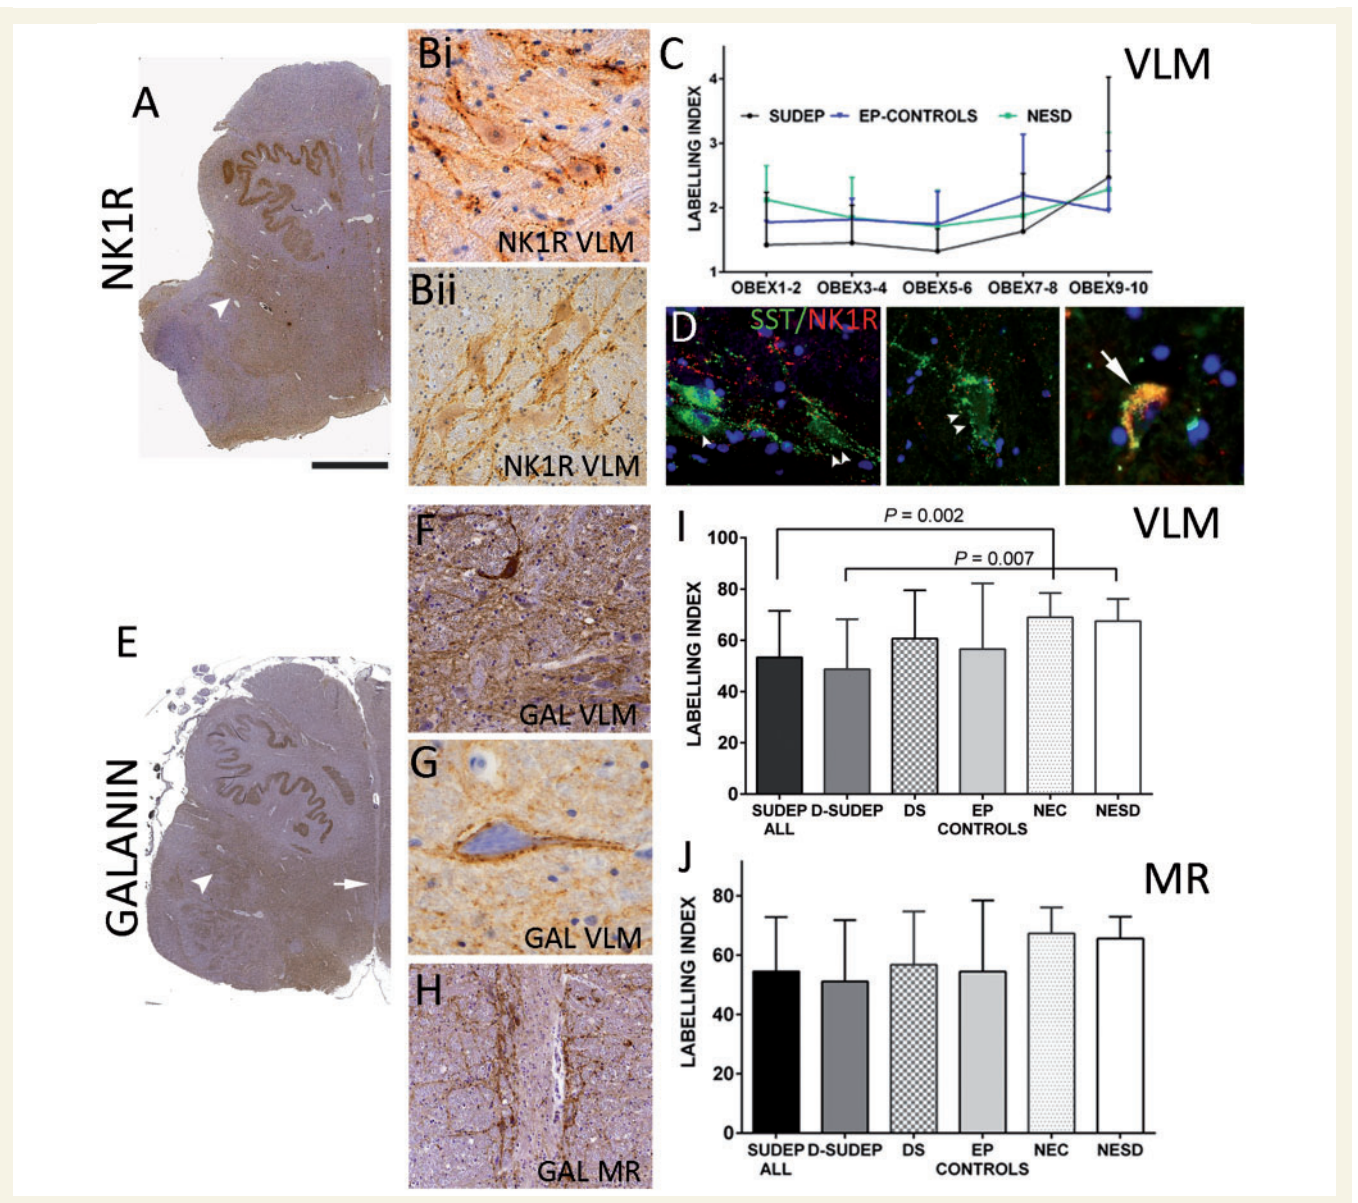 A
NK1R
Bi
NK1R VLM
Bii
NK1R VLM
C
VLM
LABELLING INDEX
4
3
2
1
SUDEP
EP-CONTROLS
NESD
OBEX1-2
OBEX3-4
OBEX5-6
OBEX7-8
OBEX9-10
D
SST/NK1R
E
GALANIN
F
GAL VLM
G
GAL VLM
H
GAL MR
I
VLM
P = 0.002
P = 0.007
LABELLING INDEX
100
80
60
40
20
0
SUDEP ALL
D-SUDEP
DS
EP CONTROLS
NEC
NESD
J
MR
LABELLING INDEX
80
60
40
20
0
SUDEP ALL
D-SUDEP
DS
EP CONTROLS
NEC
NESD